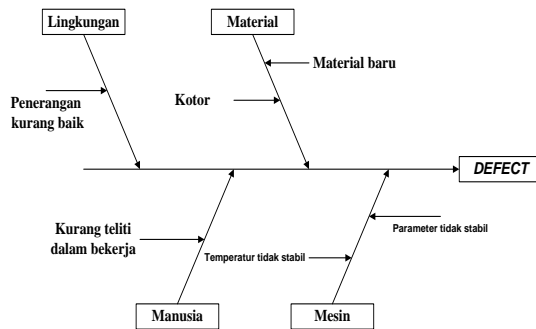 Lingkungan
Material
Material baru
Kotor
Penerangan
kurang baik
DEFECT
Kurang teliti
dalam bekerja
Parameter tidak stabil
Temperatur tidak stabil
Manusia
Mesin